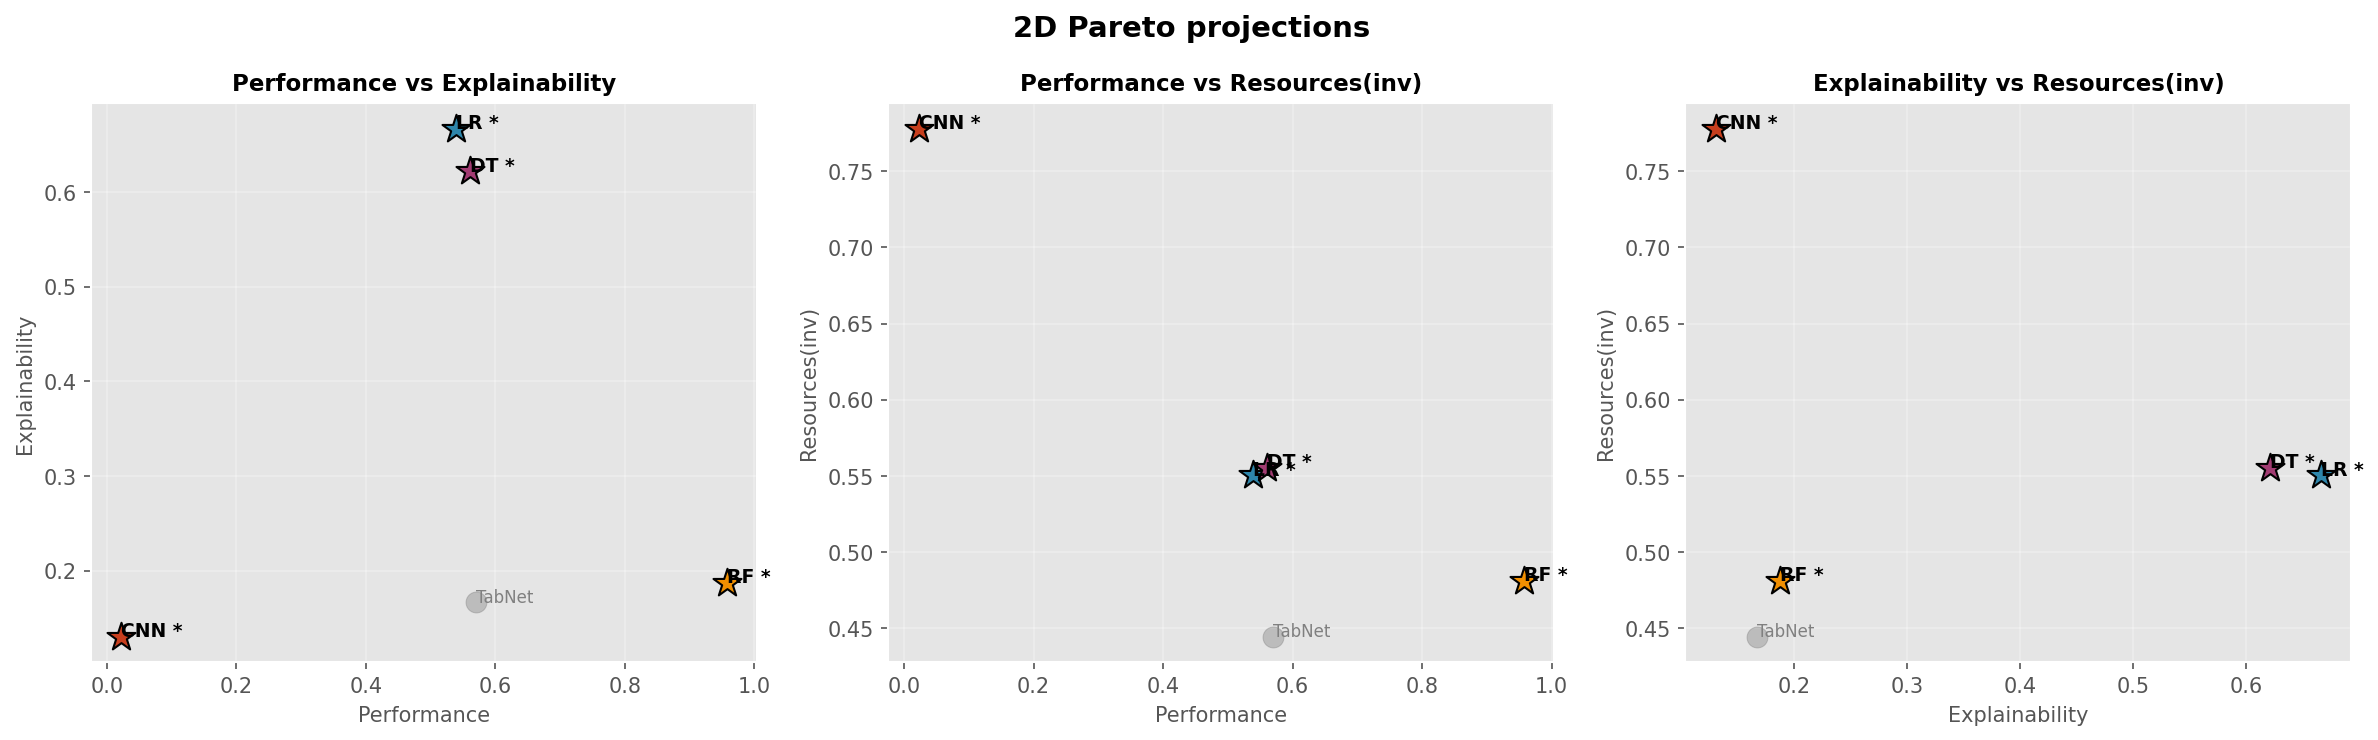 2D Pareto projections
Performance vs Explainability
Explainability
0.6
0.5
0.4
0.3
0.2
LR *
DT *
RF *
TabNet
CNN *
0.0 0.2 0.4 0.6 0.8 1.0
Performance
Performance vs Resources(inv)
Resources(inv)
0.75
0.70
0.65
0.60
0.55
0.50
0.45
CNN *
DT *
LR *
RF *
TabNet
0.0 0.2 0.4 0.6 0.8 1.0
Performance
Explainability vs Resources(inv)
Resources(inv)
0.75
0.70
0.65
0.60
0.55
0.50
0.45
CNN *
DT *
LR *
RF *
TabNet
0.2 0.3 0.4 0.5 0.6
Explainability